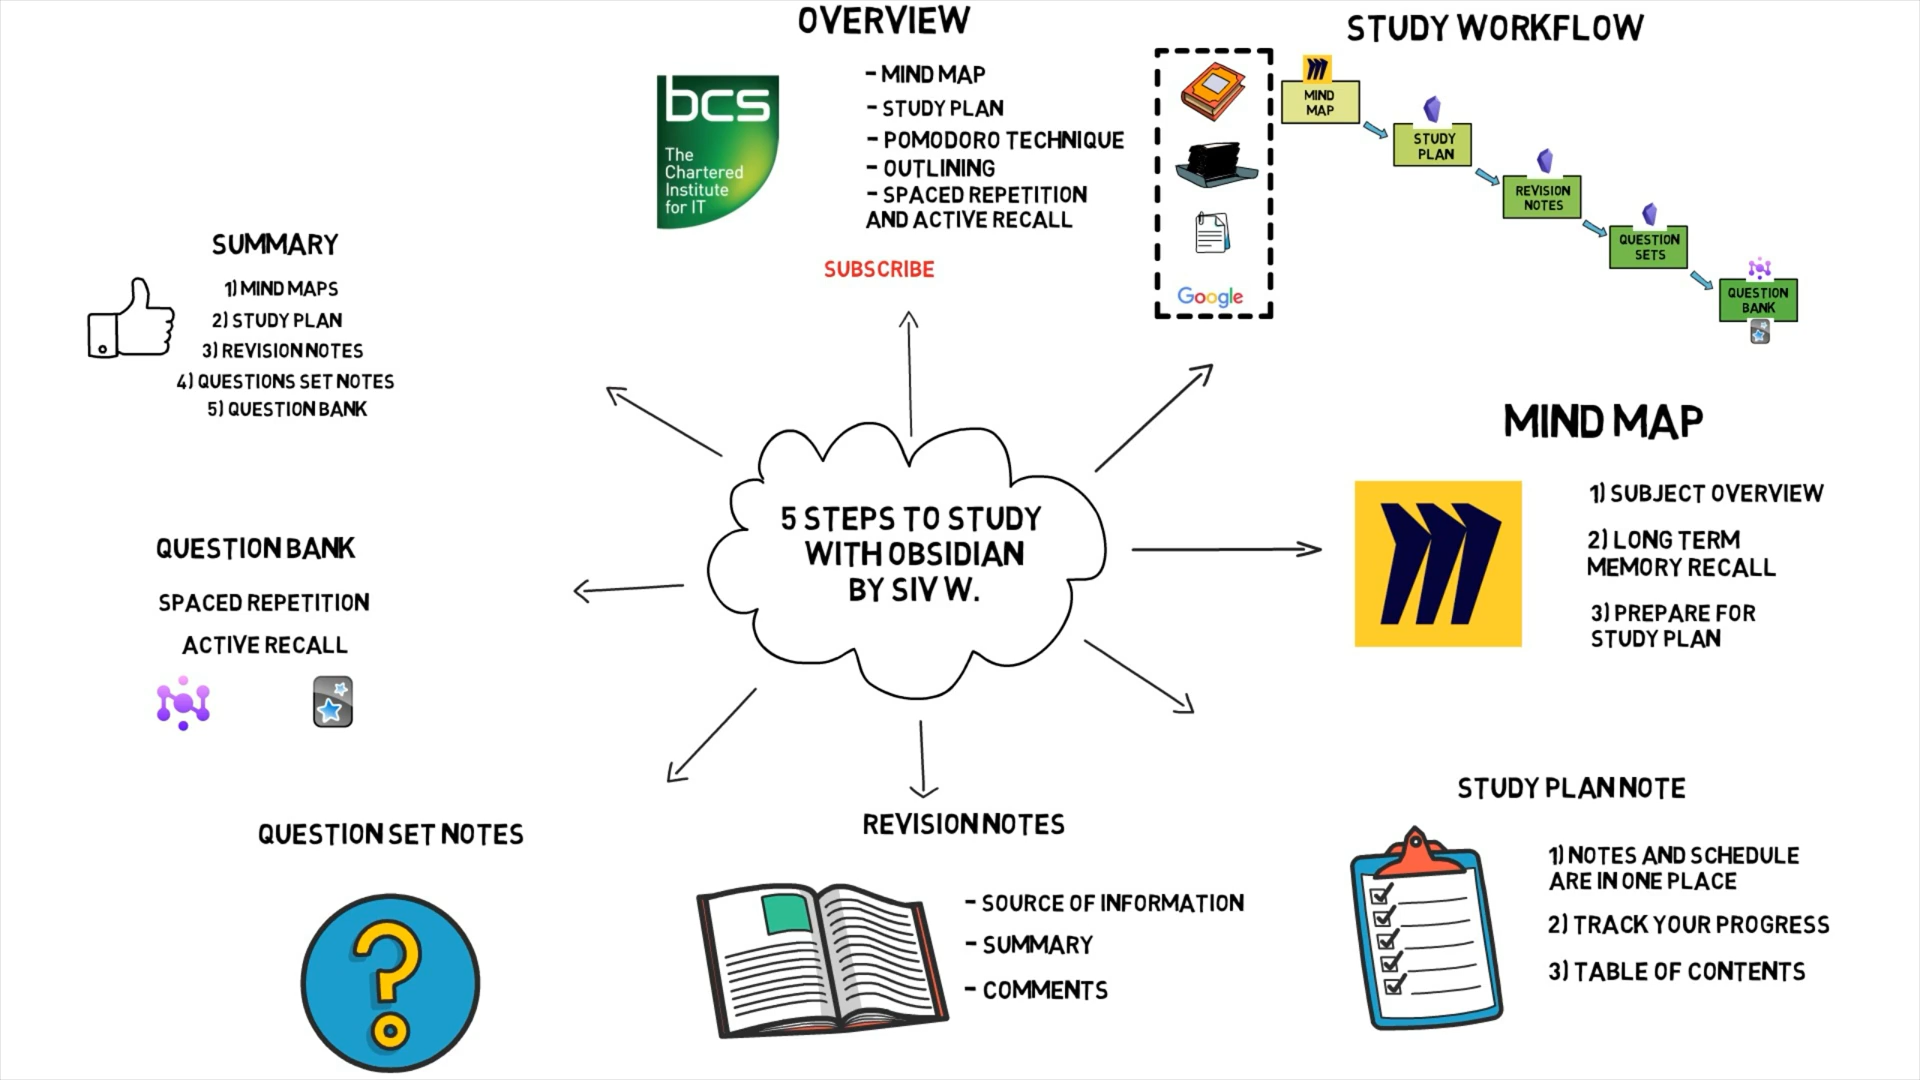 OVERVIEW
bcs
The
Chartered
Institute
for IT
- MIND MAP
- STUDY PLAN
- POMODORO TECHNIQUE
- OUTLINING
- SPACED REPETITION
AND ACTIVE RECALL
SUBSCRIBE
STUDY WORKFLOW
Google
MIND
MAP
STUDY
PLAN
REVISION
NOTES
QUESTION
SETS
QUESTION
BANK
MIND MAP
1) SUBJECT OVERVIEW
2) LONG TERM
MEMORY RECALL
3) PREPARE FOR
STUDY PLAN
STUDY PLAN NOTE
1) NOTES AND SCHEDULE
ARE IN ONE PLACE
2) TRACK YOUR PROGRESS
3) TABLE OF CONTENTS
REVISION NOTES
- SOURCE OF INFORMATION
- SUMMARY
- COMMENTS
QUESTION SET NOTES
?
QUESTION BANK
SPACED REPETITION
ACTIVE RECALL
SUMMARY
1) MIND MAPS
2) STUDY PLAN
3) REVISION NOTES
4) QUESTIONS SET NOTES
5) QUESTION BANK
5 STEPS TO STUDY
WITH OBSIDIAN
BY SIV W.